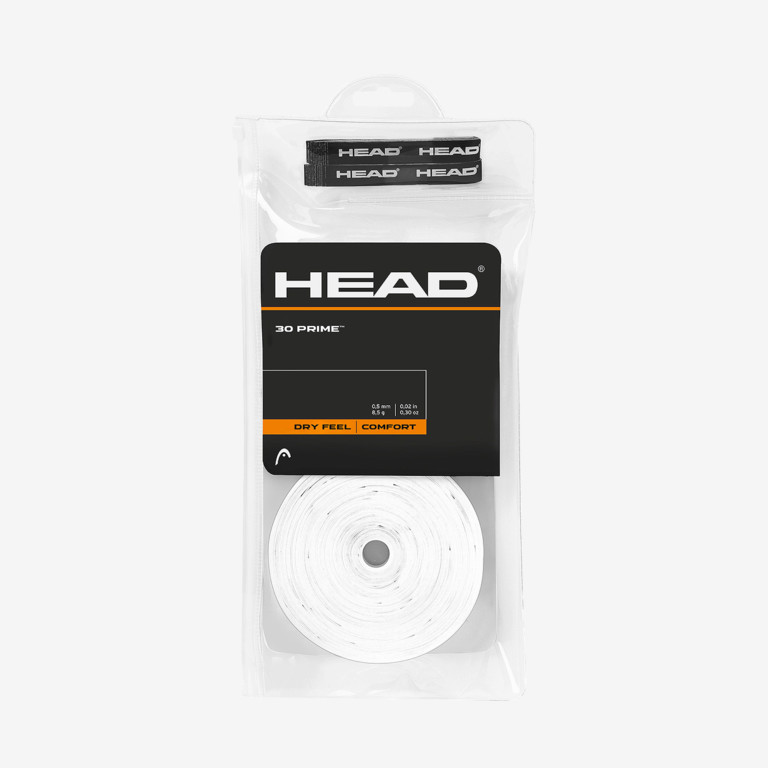 HEAD® HEAD®
HEAD® HEAD®
HEAD®
30 PRIME™
0,5 mm | 0,02 in
8,5 g | 0,30 oz
DRY FEEL | COMFORT